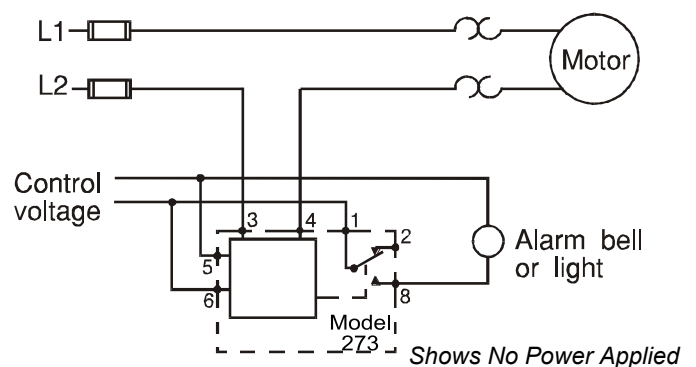 L1
Motor
L2
Control
voltage
3
4
1
2
5
6
8
Alarm bell
or light
Model
273
Shows No Power Applied